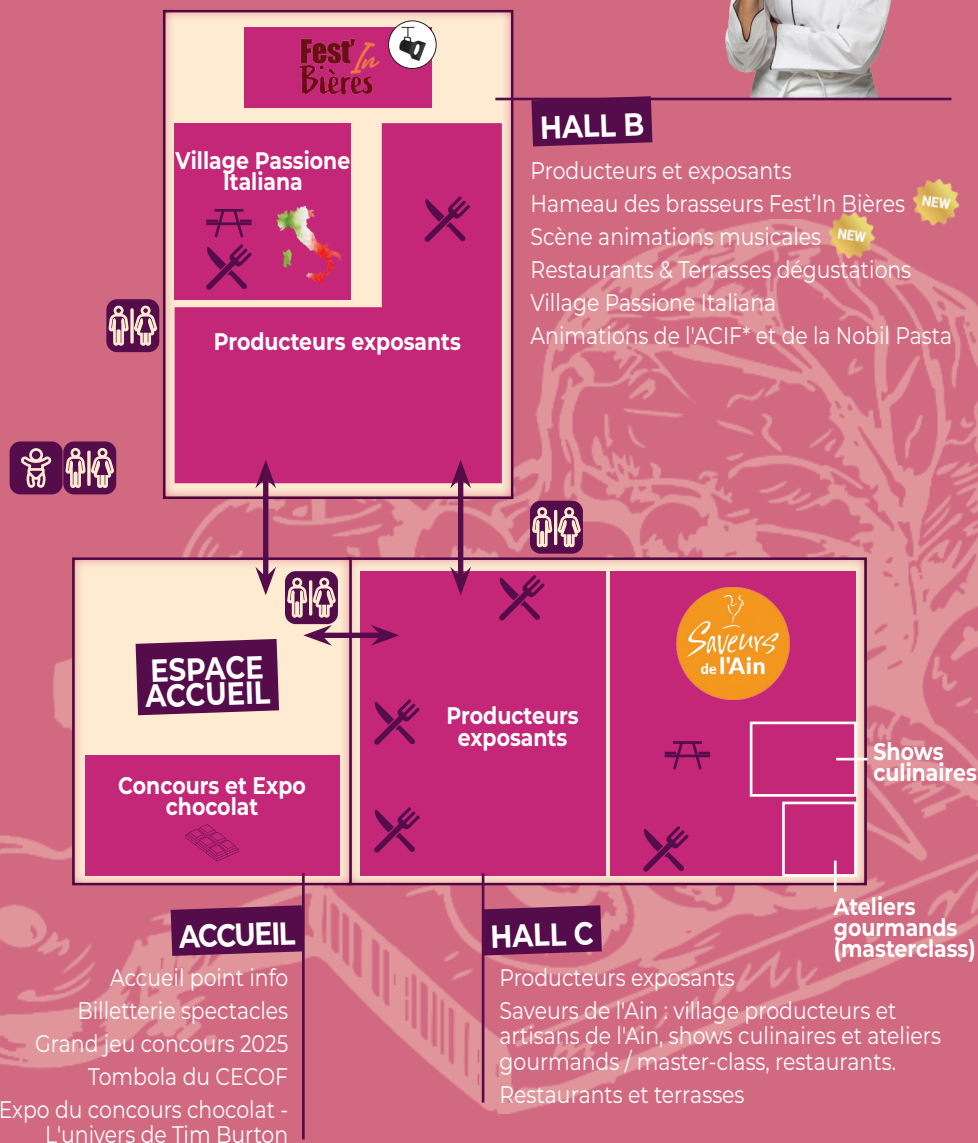 Fest' In
Bières
Village Passione
Italiana
Producteurs exposants
HALL B
Producteurs et exposants
Hameau des brasseurs Fest'In Bières NEW
Scène animations musicales NEW
Restaurants & Terrasses dégustations
Village Passione Italiana
Animations de l'ACIF* et de la Nobil Pasta
ESPACE
ACCUEIL
Concours et Expo
chocolat
Producteurs
exposants
Saveurs
de l'Ain
Shows
culinaires
Ateliers
gourmands
(masterclass)
ACCUEIL
Accueil point info
Billetterie spectacles
Grand jeu concours 2025
Tombola du CECOF
Expo du concours chocolat -
L'univers de Tim Burton
HALL C
Producteurs exposants
Saveurs de l'Ain : village producteurs et
artisans de l'Ain, shows culinaires et ateliers
gourmands / master-class, restaurants.
Restaurants et terrasses